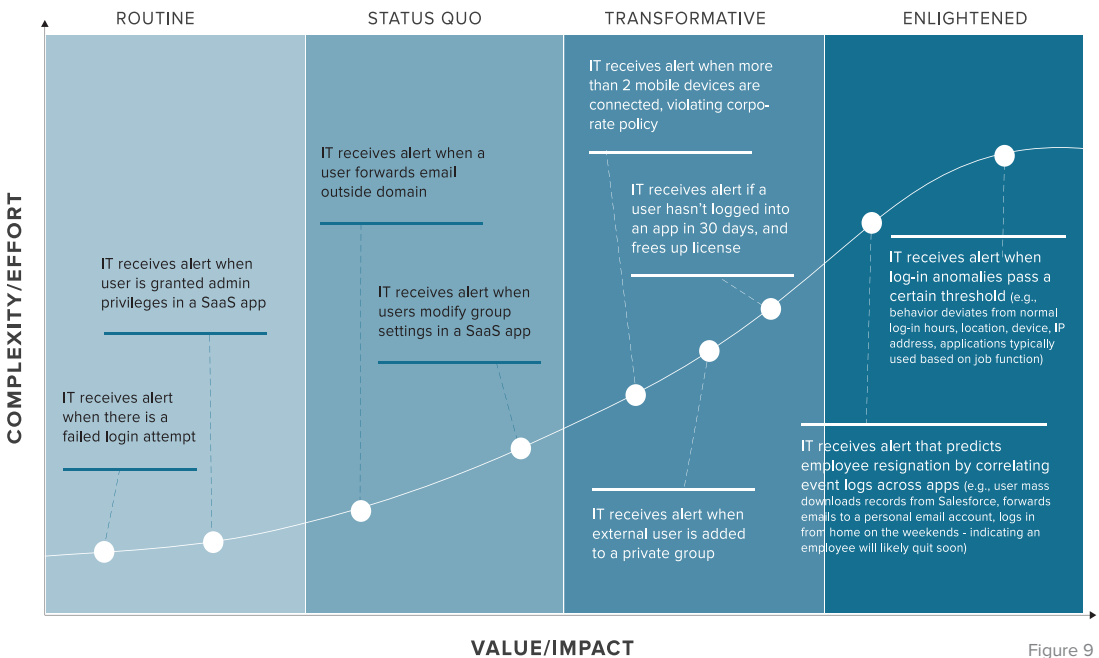 ROUTINE
STATUS QUO
TRANSFORMATIVE
ENLIGHTENED
COMPLEXITY/EFFORT
IT receives alert
when there is a
failed login attempt
IT receives alert when
user is granted admin
privileges in a SaaS app
IT receives alert when a
user forwards email
outside domain
IT receives alert when
users modify group
settings in a SaaS app
IT receives alert when more
than 2 mobile devices are
connected, violating corpo-
rate policy
IT receives alert if a
user hasn’t logged into
an app in 30 days, and
frees up license
IT receives alert when
external user is added
to a private group
IT receives alert when
log-in anomalies pass a
certain threshold (e.g.,
behavior deviates from normal
log-in hours, location, device, IP
address, applications typically
used based on job function)
IT receives alert that predicts
employee resignation by correlating
event logs across apps (e.g., user mass
downloads records from Salesforce, forwards
emails to a personal email account, logs in
from home on the weekends - indicating an
employee will likely quit soon)
VALUE/IMPACT
Figure 9